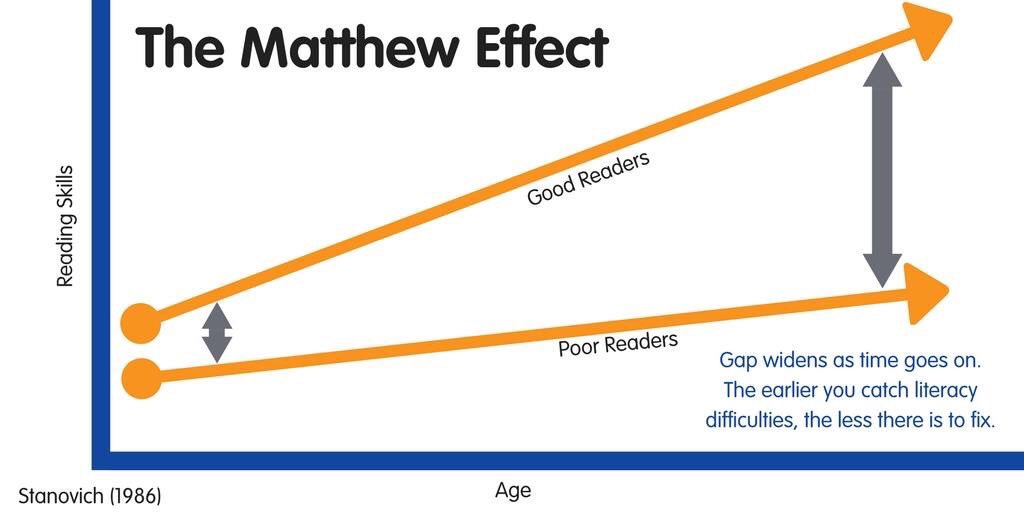 The Matthew Effect
Reading Skills
Good Readers
Poor Readers
Gap widens as time goes on.
The earlier you catch literacy
difficulties, the less there is to fix.
Age
Stanovich (1986)